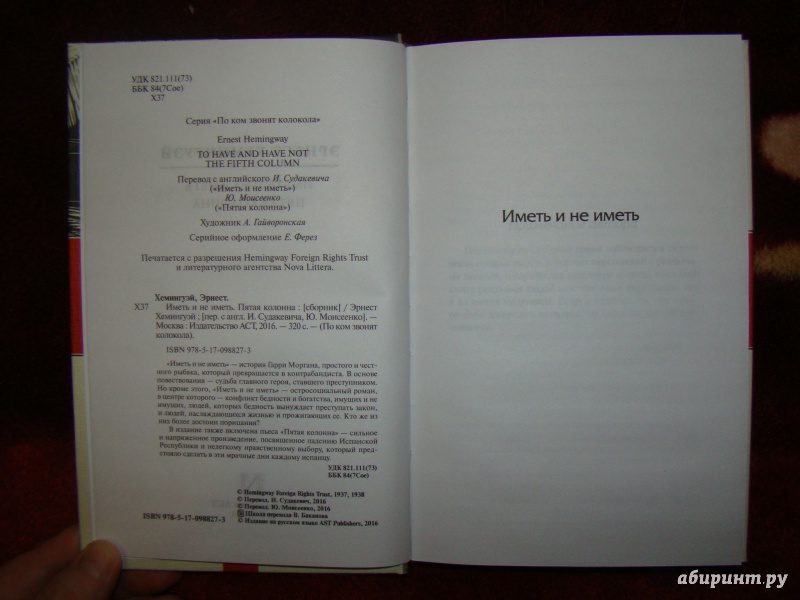 УДК 821.111(73)
ББК 84(7Сое)
Х37
Серия «По ком звонят колокола»
Ernest Hemingway
TO HAVE AND HAVE NOT
THE FIFTH COLUMN
Перевод с английского И. Судакевича
(«Иметь и не иметь»)
Ю. Моисеенко
(«Пятая колонна»)
Художник А. Гайворонская
Серийное оформление Е. Ферез
Печатается с разрешения Hemingway Foreign Rights Trust
и литературного агентства Nova Littera.
Хемингуэй, Эрнест.
Х37 Иметь и не иметь. Пятая колонна : [сборник] / Эрнест
Хемингуэй ; [пер. с англ. И. Судакевича, Ю. Моисеенко]. —
Москва : Издательство АСТ, 2016. — 320 с. — (По ком звонят
колокола).
ISBN 978-5-17-098827-3
«Иметь и не иметь» — история Гарри Моргана, простого и чест-
ного рыбака, который превращается в контрабандиста. В основе
повествования — судьба главного героя, ставшего преступником.
Но кроме этого, «Иметь и не иметь» — остросоциальный роман,
в центре которого — конфликт бедности и богатства, имущих и не
имущих, людей, которых бедность вынуждает преступать закон,
и людей, наслаждающихся жизнью и прожигающих ее. Кто же из
них более достоин порицания?
В издание также включена пьеса «Пятая колонна» — сильное
и напряженное произведение, посвященное падению Испанской
Республики и нелегкому нравственному выбору, который пред-
стояло сделать в эти мрачные дни каждому испанцу.
УДК 821.111(73)
ББК 84(7Сое)
© Hemingway Foreign Rights Trust, 1937, 1938
© Перевод. И. Судакевич, 2016
© Перевод. Ю. Моисеенко, 2016
Школа перевода В. Баканова
ISBN 978-5-17-098827-3
© Издание на русском языке AST Publishers, 2016
Иметь и не иметь
абиринт.ру